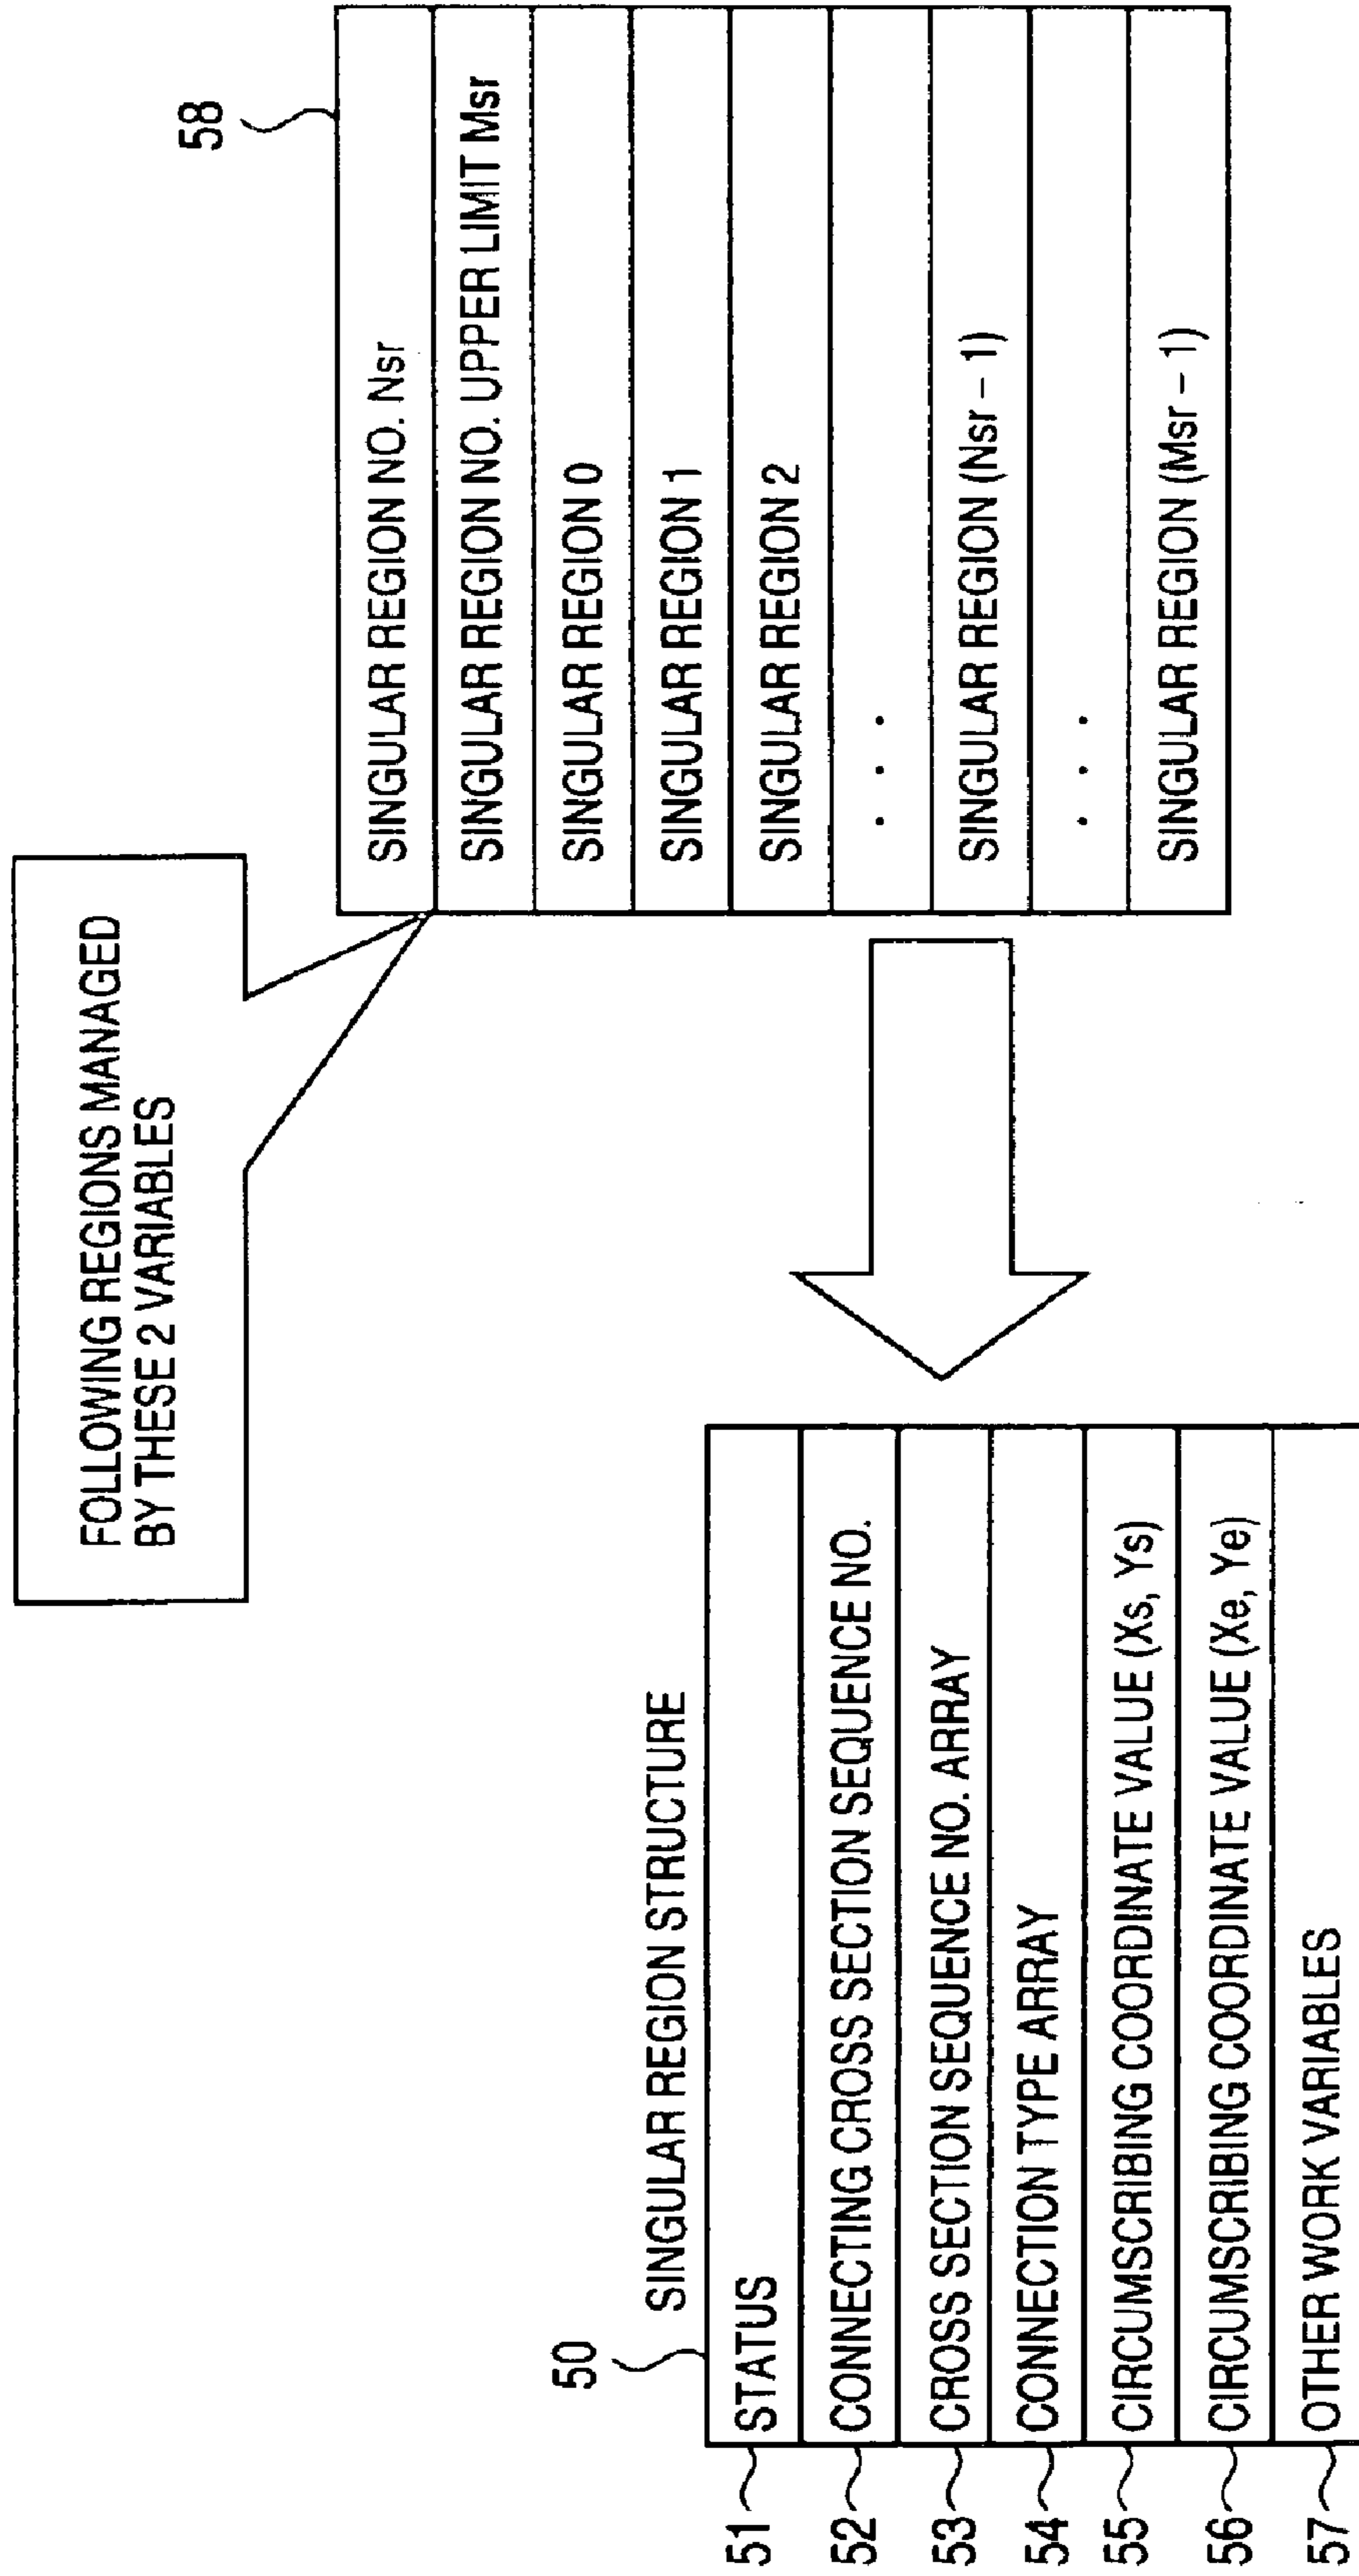 SINGULAR REGION STRUCTURE
50
51 STATUS
52 CONNECTING CROSS SECTION SEQUENCE NO.
53 CROSS SECTION SEQUENCE NO. ARRAY
54 CONNECTION TYPE ARRAY
55 CIRCUMSCRIBING COORDINATE VALUE (Xs, Ys)
56 CIRCUMSCRIBING COORDINATE VALUE (Xe, Ye)
57 OTHER WORK VARIABLES
FOLLOWING REGIONS MANAGED
BY THESE 2 VARIABLES
58
SINGULAR REGION NO. Nsr
SINGULAR REGION NO. UPPER LIMIT Msr
SINGULAR REGION 0
SINGULAR REGION 1
SINGULAR REGION 2
. . .
SINGULAR REGION (Nsr – 1)
. . .
SINGULAR REGION (Msr – 1)